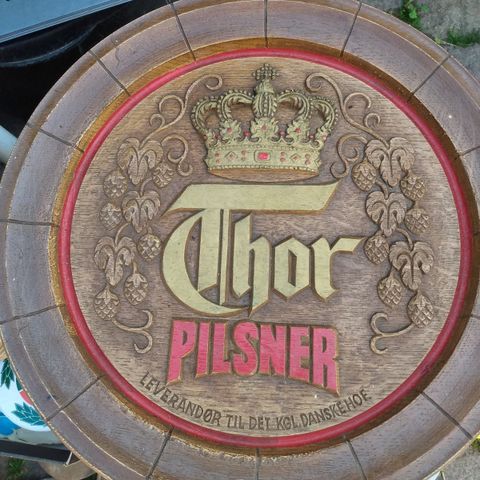 Thor
PILSNER
LEVERANDØR TIL DET KGL. DANSKE HOF